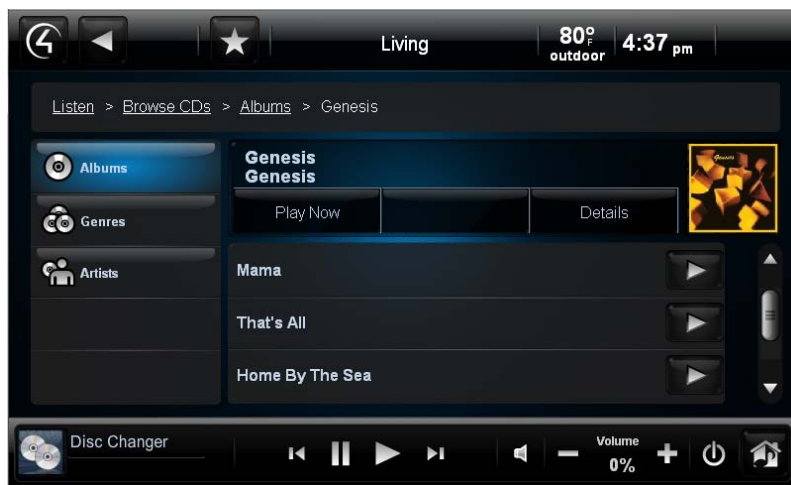 Living
80°F
outdoor
4:37 pm
Listen > Browse CDs > Albums > Genesis
Albums
Genres
Artists
Genesis
Genesis
Play Now
Details
Genesis
Mama
That's All
Home By The Sea
Disc Changer
Volume
0%